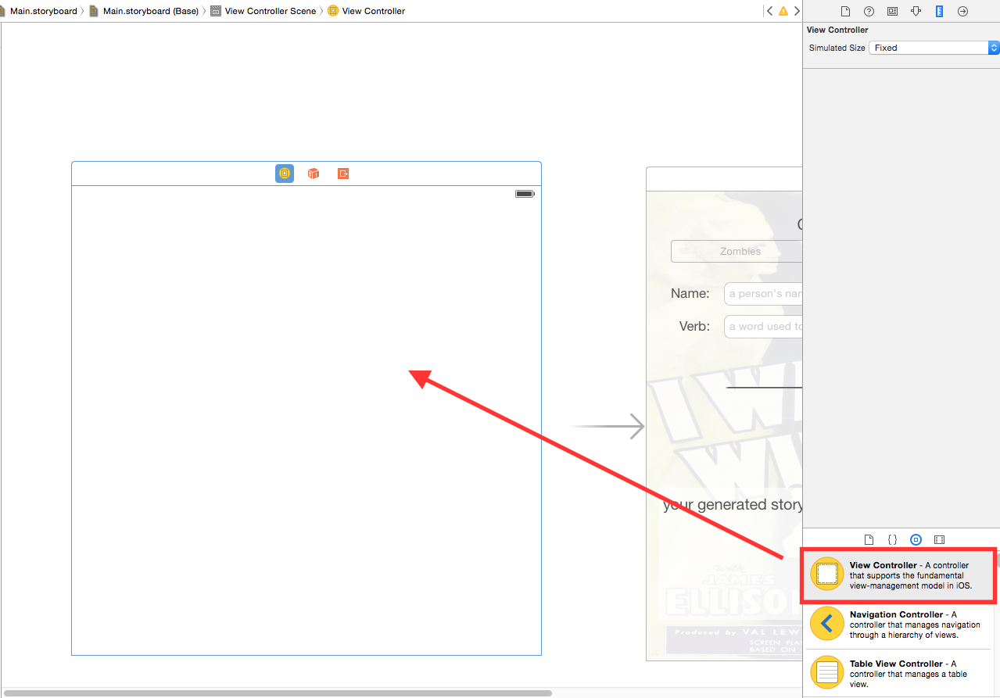 Main.storyboard
Main.storyboard (Base)
View Controller Scene
View Controller
View Controller
Simulated Size
Fixed
Zombies
Name:
a person's nam
Verb:
a word used to
I W
W
your generated story
with
JAMES
ELLISO
Produced by VAL LEW
SCREEN PLAY
BASED ON
View Controller - A controller
that supports the fundamental
view-management model in iOS.
Navigation Controller - A
controller that manages navigation
through a hierarchy of views.
Table View Controller - A
controller that manages a table
view.